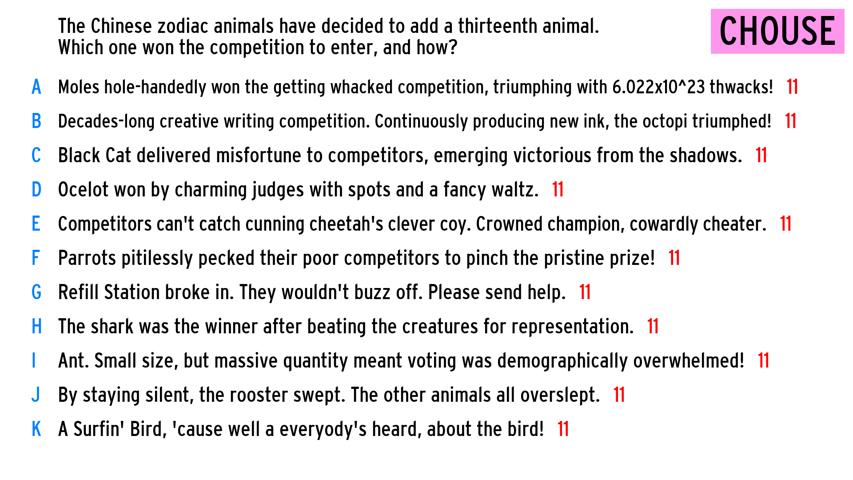 The Chinese zodiac animals have decided to add a thirteenth animal.
Which one won the competition to enter, and how?
CHOUSE
A Moles hole-handedly won the getting whacked competition, triumphing with 6.022x10^23 thwacks! 11
B Decades-long creative writing competition. Continuously producing new ink, the octopi triumphed! 11
C Black Cat delivered misfortune to competitors, emerging victorious from the shadows. 11
D Ocelot won by charming judges with spots and a fancy waltz. 11
E Competitors can't catch cunning cheetah's clever coy. Crowned champion, cowardly cheater. 11
F Parrots pitilessly pecked their poor competitors to pinch the pristine prize! 11
G Refill Station broke in. They wouldn't buzz off. Please send help. 11
H The shark was the winner after beating the creatures for representation. 11
I Ant. Small size, but massive quantity meant voting was demographically overwhelmed! 11
J By staying silent, the rooster swept. The other animals all overslept. 11
K A Surfin' Bird, 'cause well a everyody's heard, about the bird! 11